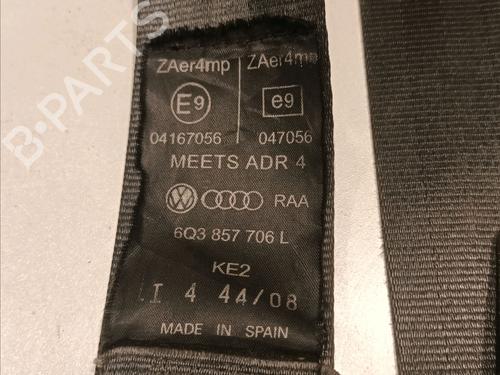 ZAer4mp ZAer4mp
E9 e9
04167056 047056
MEETS ADR 4
RAA
6Q3 857 706 L
KE2
I 4 44/08
MADE IN SPAIN
B-PARTS